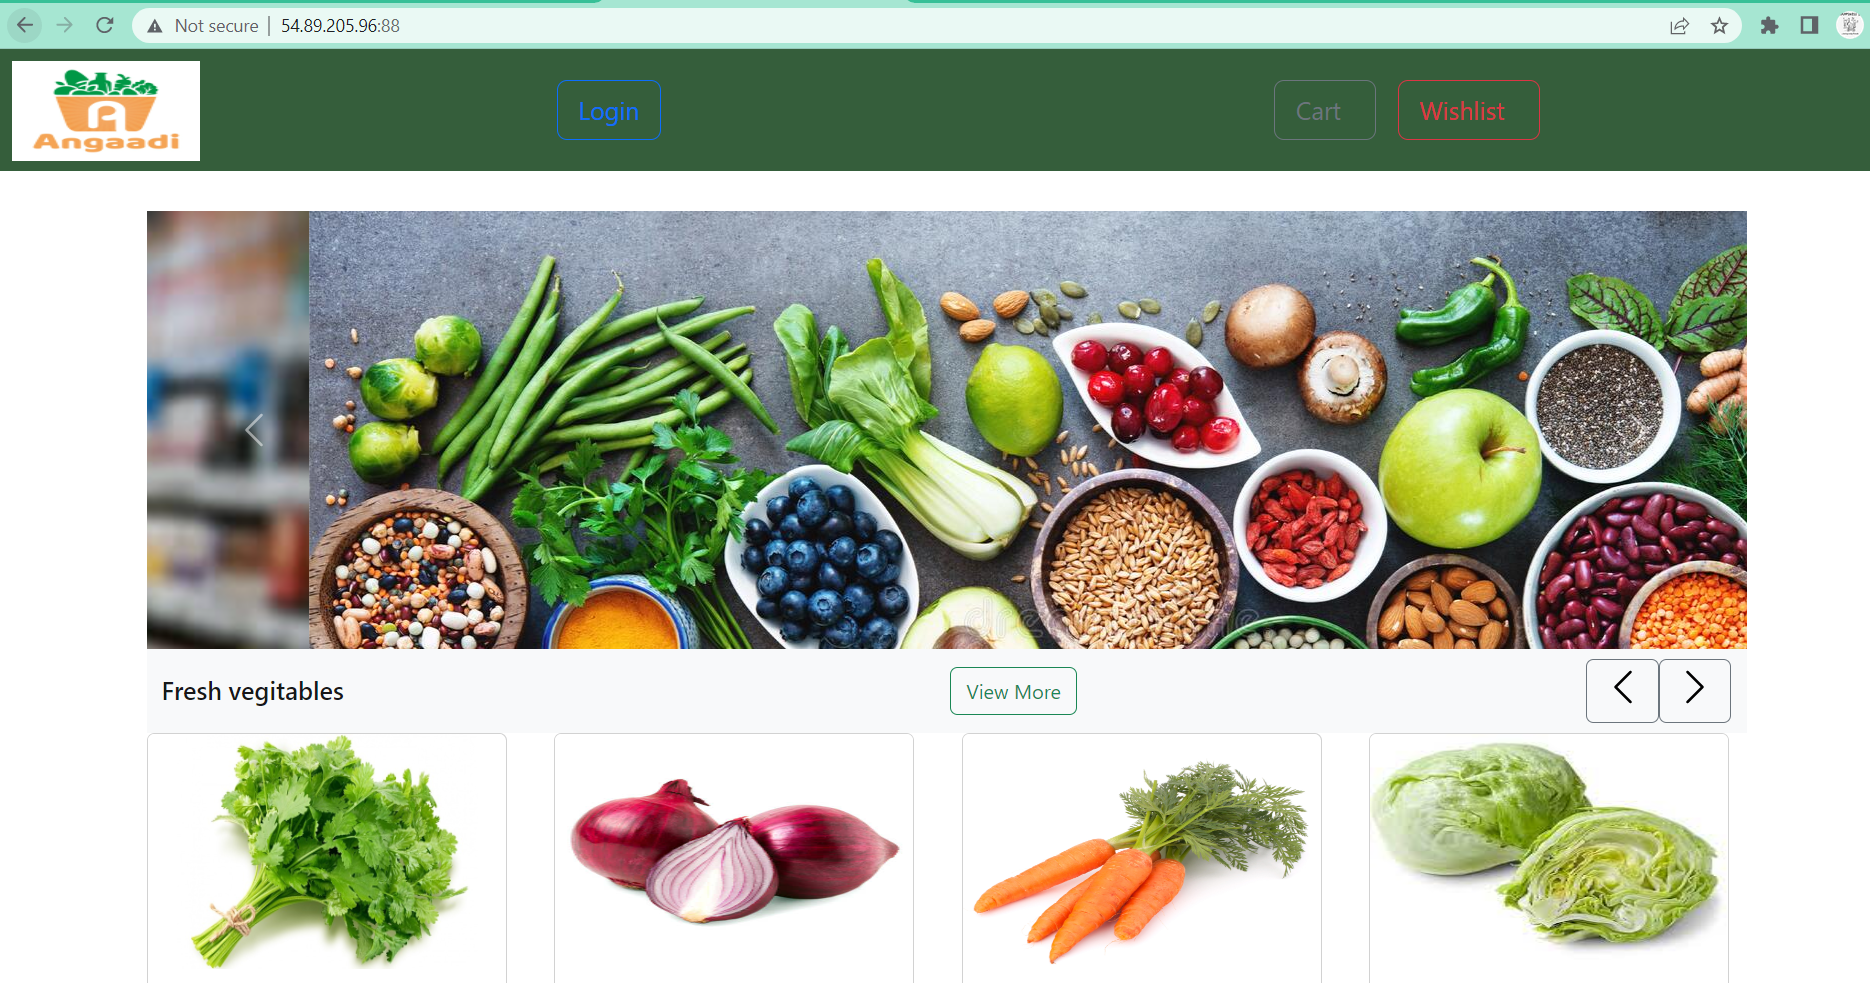 Not secure | 54.89.205.96:88
Angaadi
Login
Cart
Wishlist
Fresh vegitables
View More